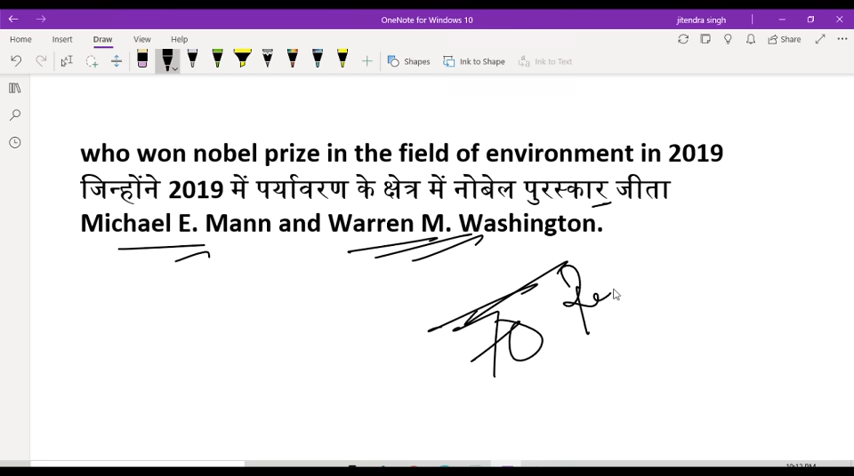 OneNote for Windows 10
jitendra singh
Home Insert Draw View Help
Share
Shapes Ink to Shape Ink to Text
who won nobel prize in the field of environment in 2019
जिन्होंने 2019 में पर्यावरण के क्षेत्र में नोबेल पुरस्कार जीता
Michael E. Mann and Warren M. Washington.